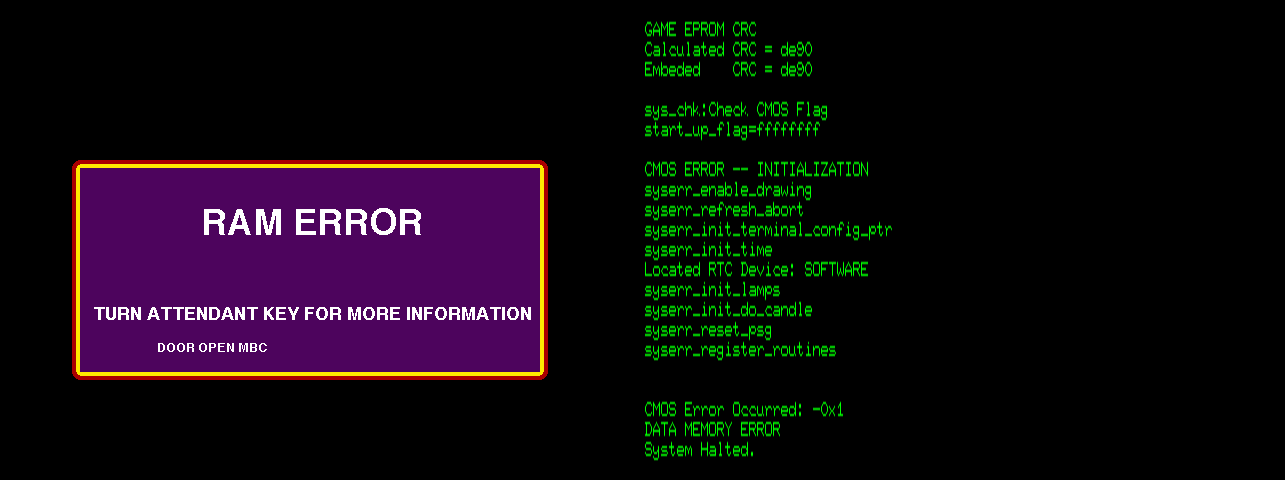 RAM ERROR
TURN ATTENDANT KEY FOR MORE INFORMATION
DOOR OPEN MBC
GAME EPROM CRC
Calculated CRC = de90
Embeded    CRC = de90
sys_chk:Check CMOS Flag
start_up_flag=ffffffff
CMOS ERROR -- INITIALIZATION
syserr_enable_drawing
syserr_refresh_abort
syserr_init_terminal_config_ptr
syserr_init_time
Located RTC Device: SOFTWARE
syserr_init_lamps
syserr_init_do_candle
syserr_reset_psg
syserr_register_routines
CMOS Error Occurred: -0x1
DATA MEMORY ERROR
System Halted.